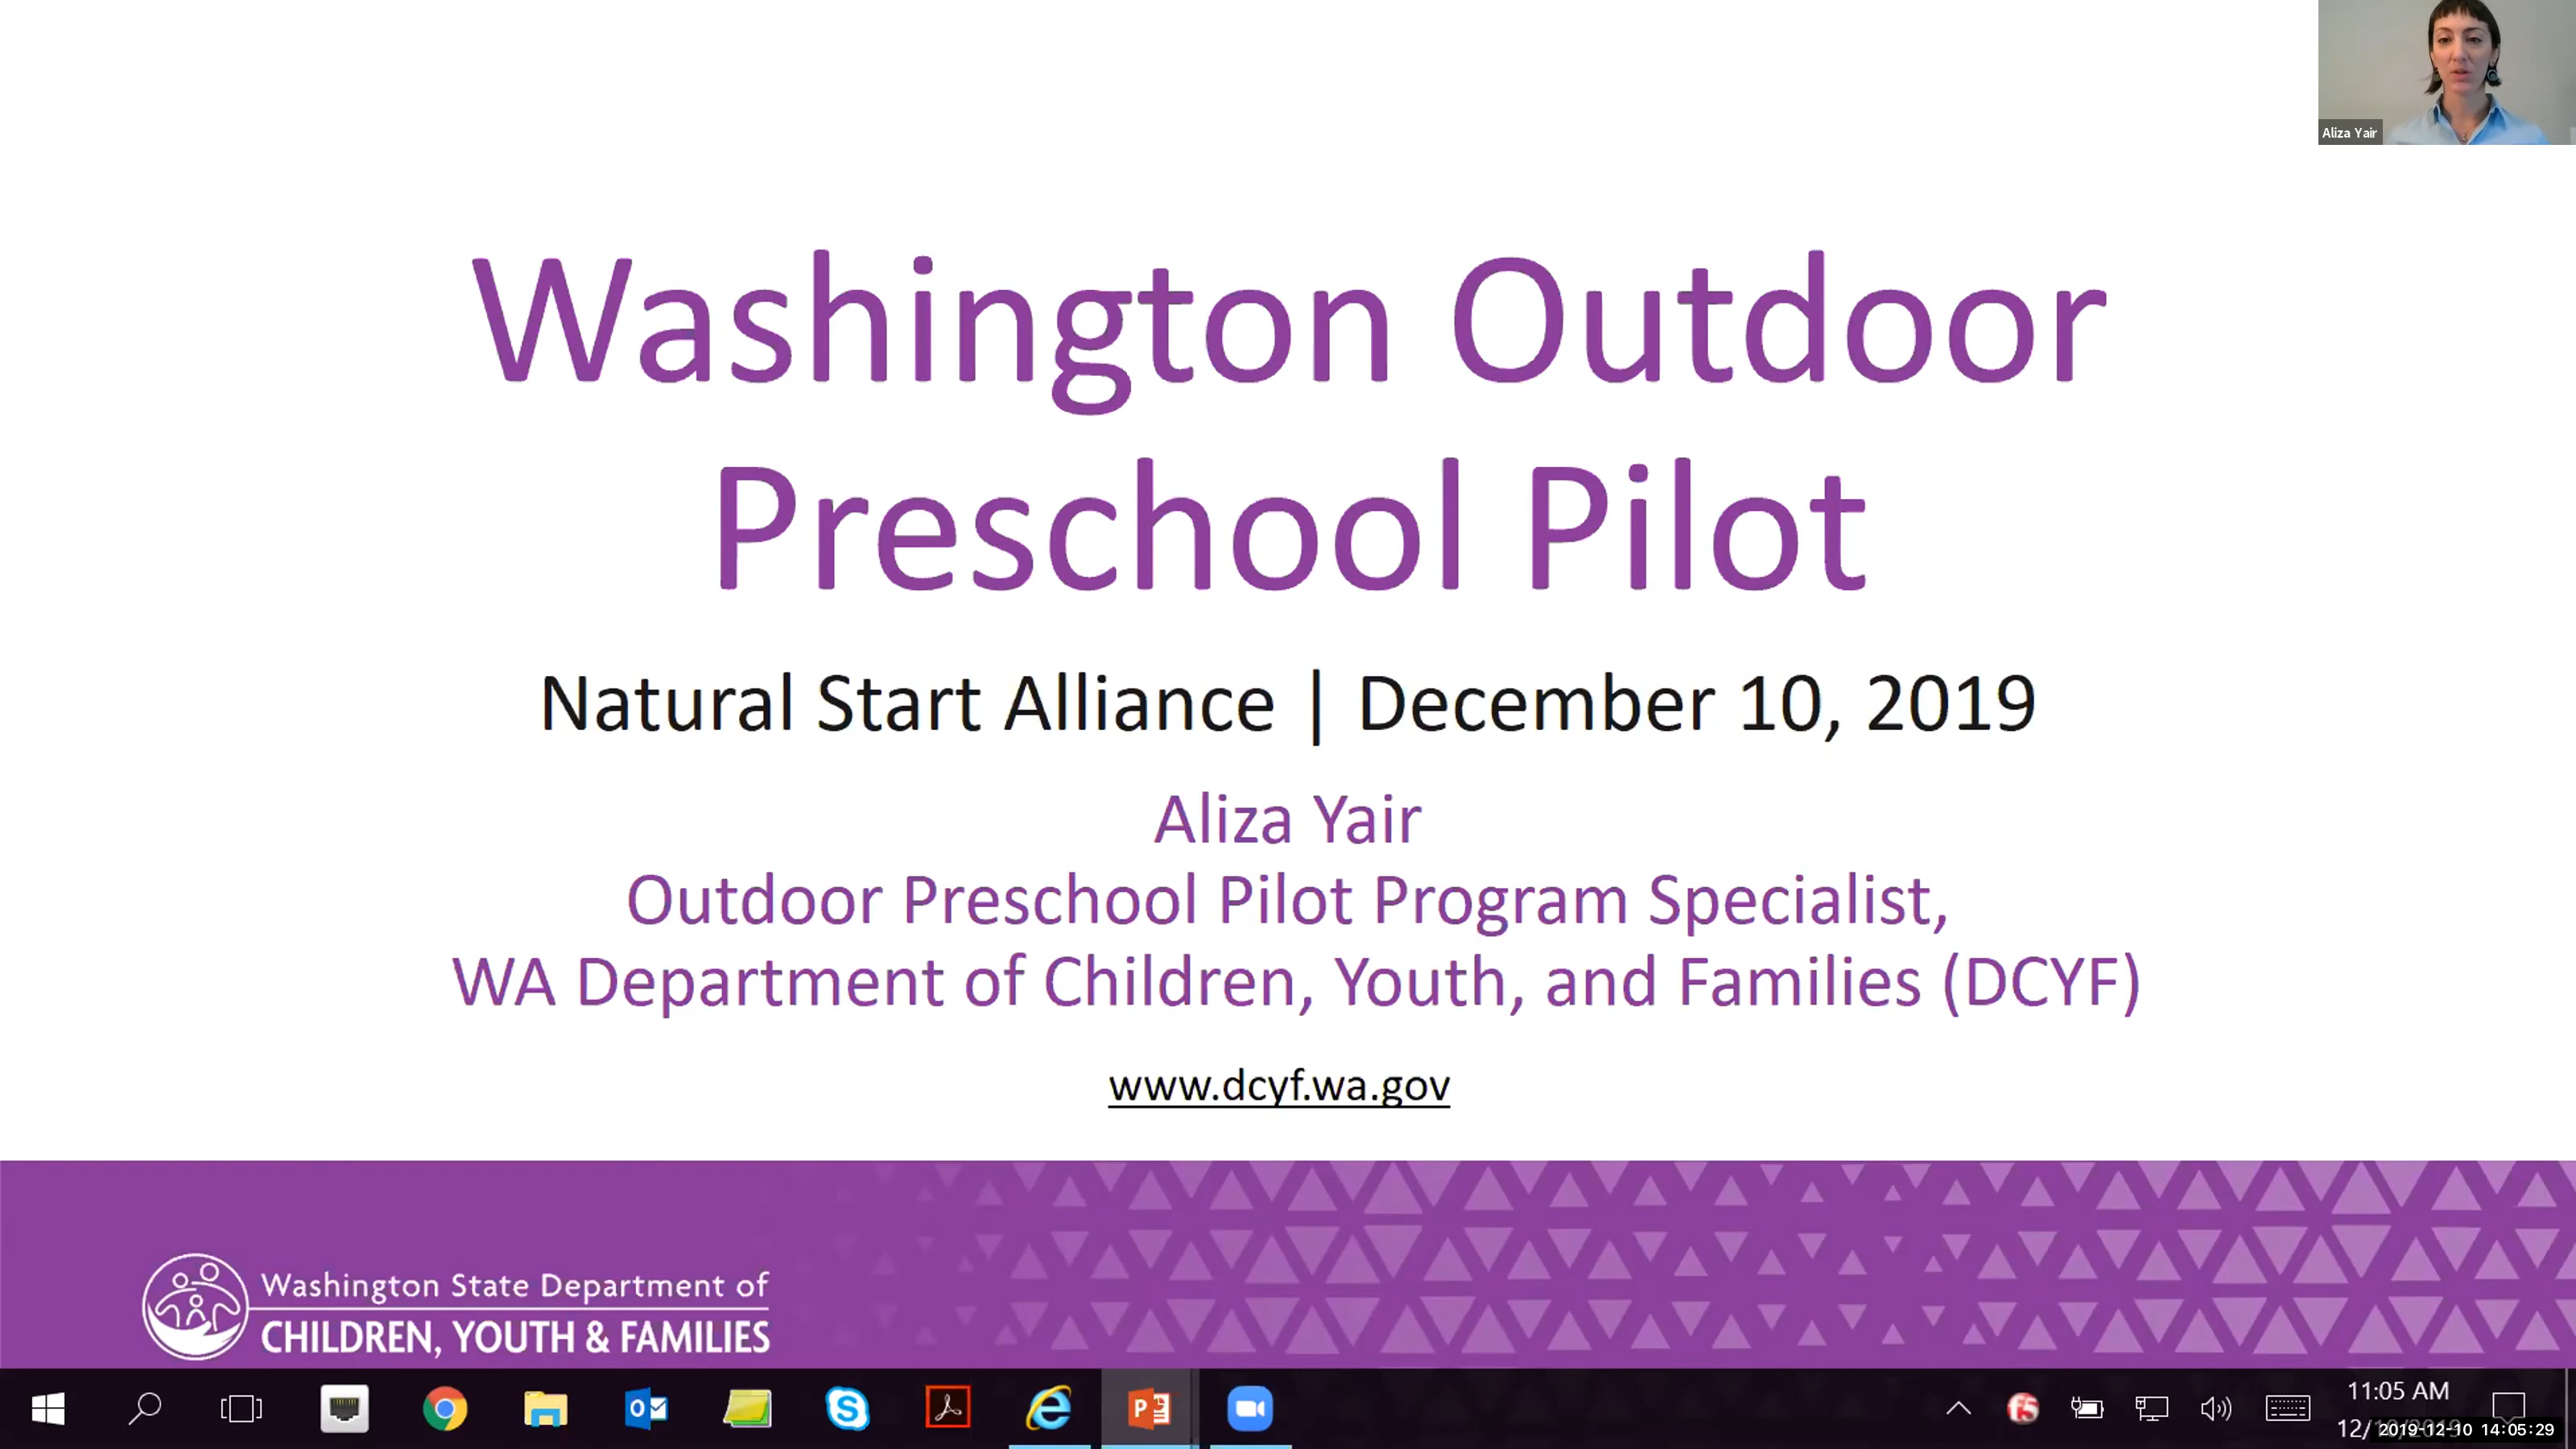 Aliza Yair
Washington Outdoor
Preschool Pilot
Natural Start Alliance | December 10, 2019
Aliza Yair
Outdoor Preschool Pilot Program Specialist,
WA Department of Children, Youth, and Families (DCYF)
www.dcyf.wa.gov
Washington State Department of
CHILDREN, YOUTH & FAMILIES
11:05 AM
2019-12-10 14:05:29